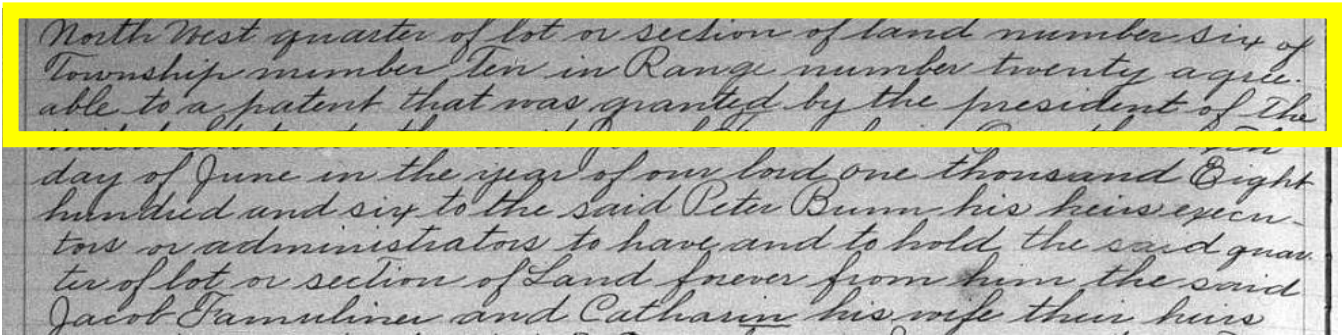 North West quarter of lot or section of land number six of
Township number Ten in Range number twenty agree-
able to a patent that was granted by the president of the
day of June in the year of our lord one thousand Eight
hundred and six to the said Peter Bunn his heirs execu-
tors or administrators to have and to hold the said quar
ter of lot or section of Land forever from him the said
Jacob Famuliner and Catharin his wife their heirs